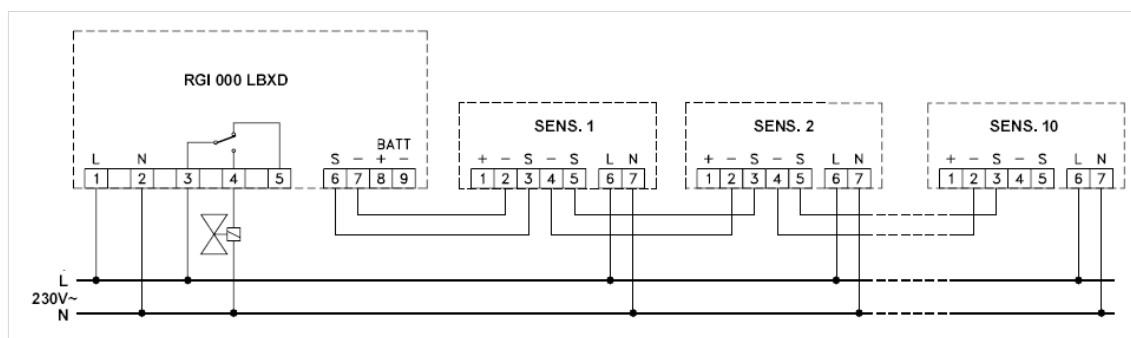 RGI 000 LBXD
SENS. 1
SENS. 2
SENS. 10
BATT
L N S − + −
1 2 3 4 5 6 7 8 9
+ − S − S L N
1 2 3 4 5 6 7
+ − S − S L N
1 2 3 4 5 6 7
+ − S − S L N
1 2 3 4 5 6 7
L
230V~
N